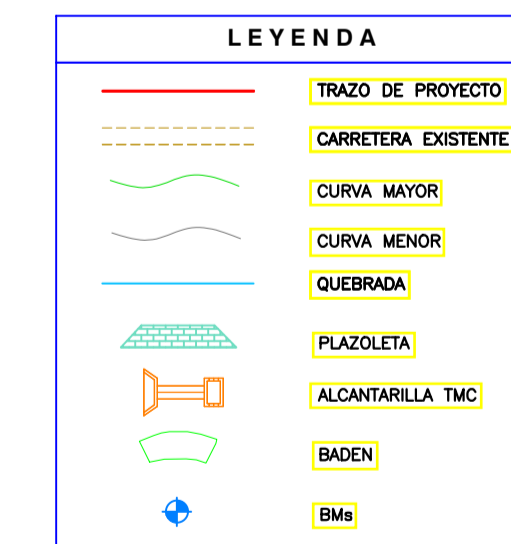 LEYENDA
TRAZO DE PROYECTO
CARRETERA EXISTENTE
CURVA MAYOR
CURVA MENOR
QUEBRADA
PLAZOLETA
ALCANTARILLA TMC
BADEN
BMs